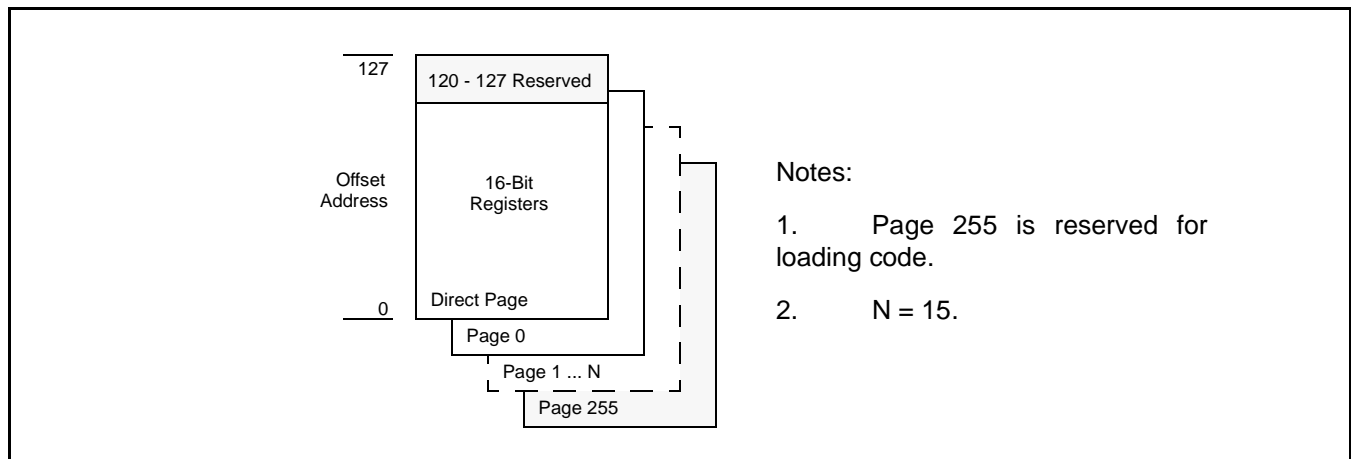 127
120 - 127 Reserved
Offset
Address
16-Bit
Registers
0
Direct Page
Page 0
Page 1 ... N
Page 255
Notes:
1. Page 255 is reserved for
loading code.
2. N = 15.